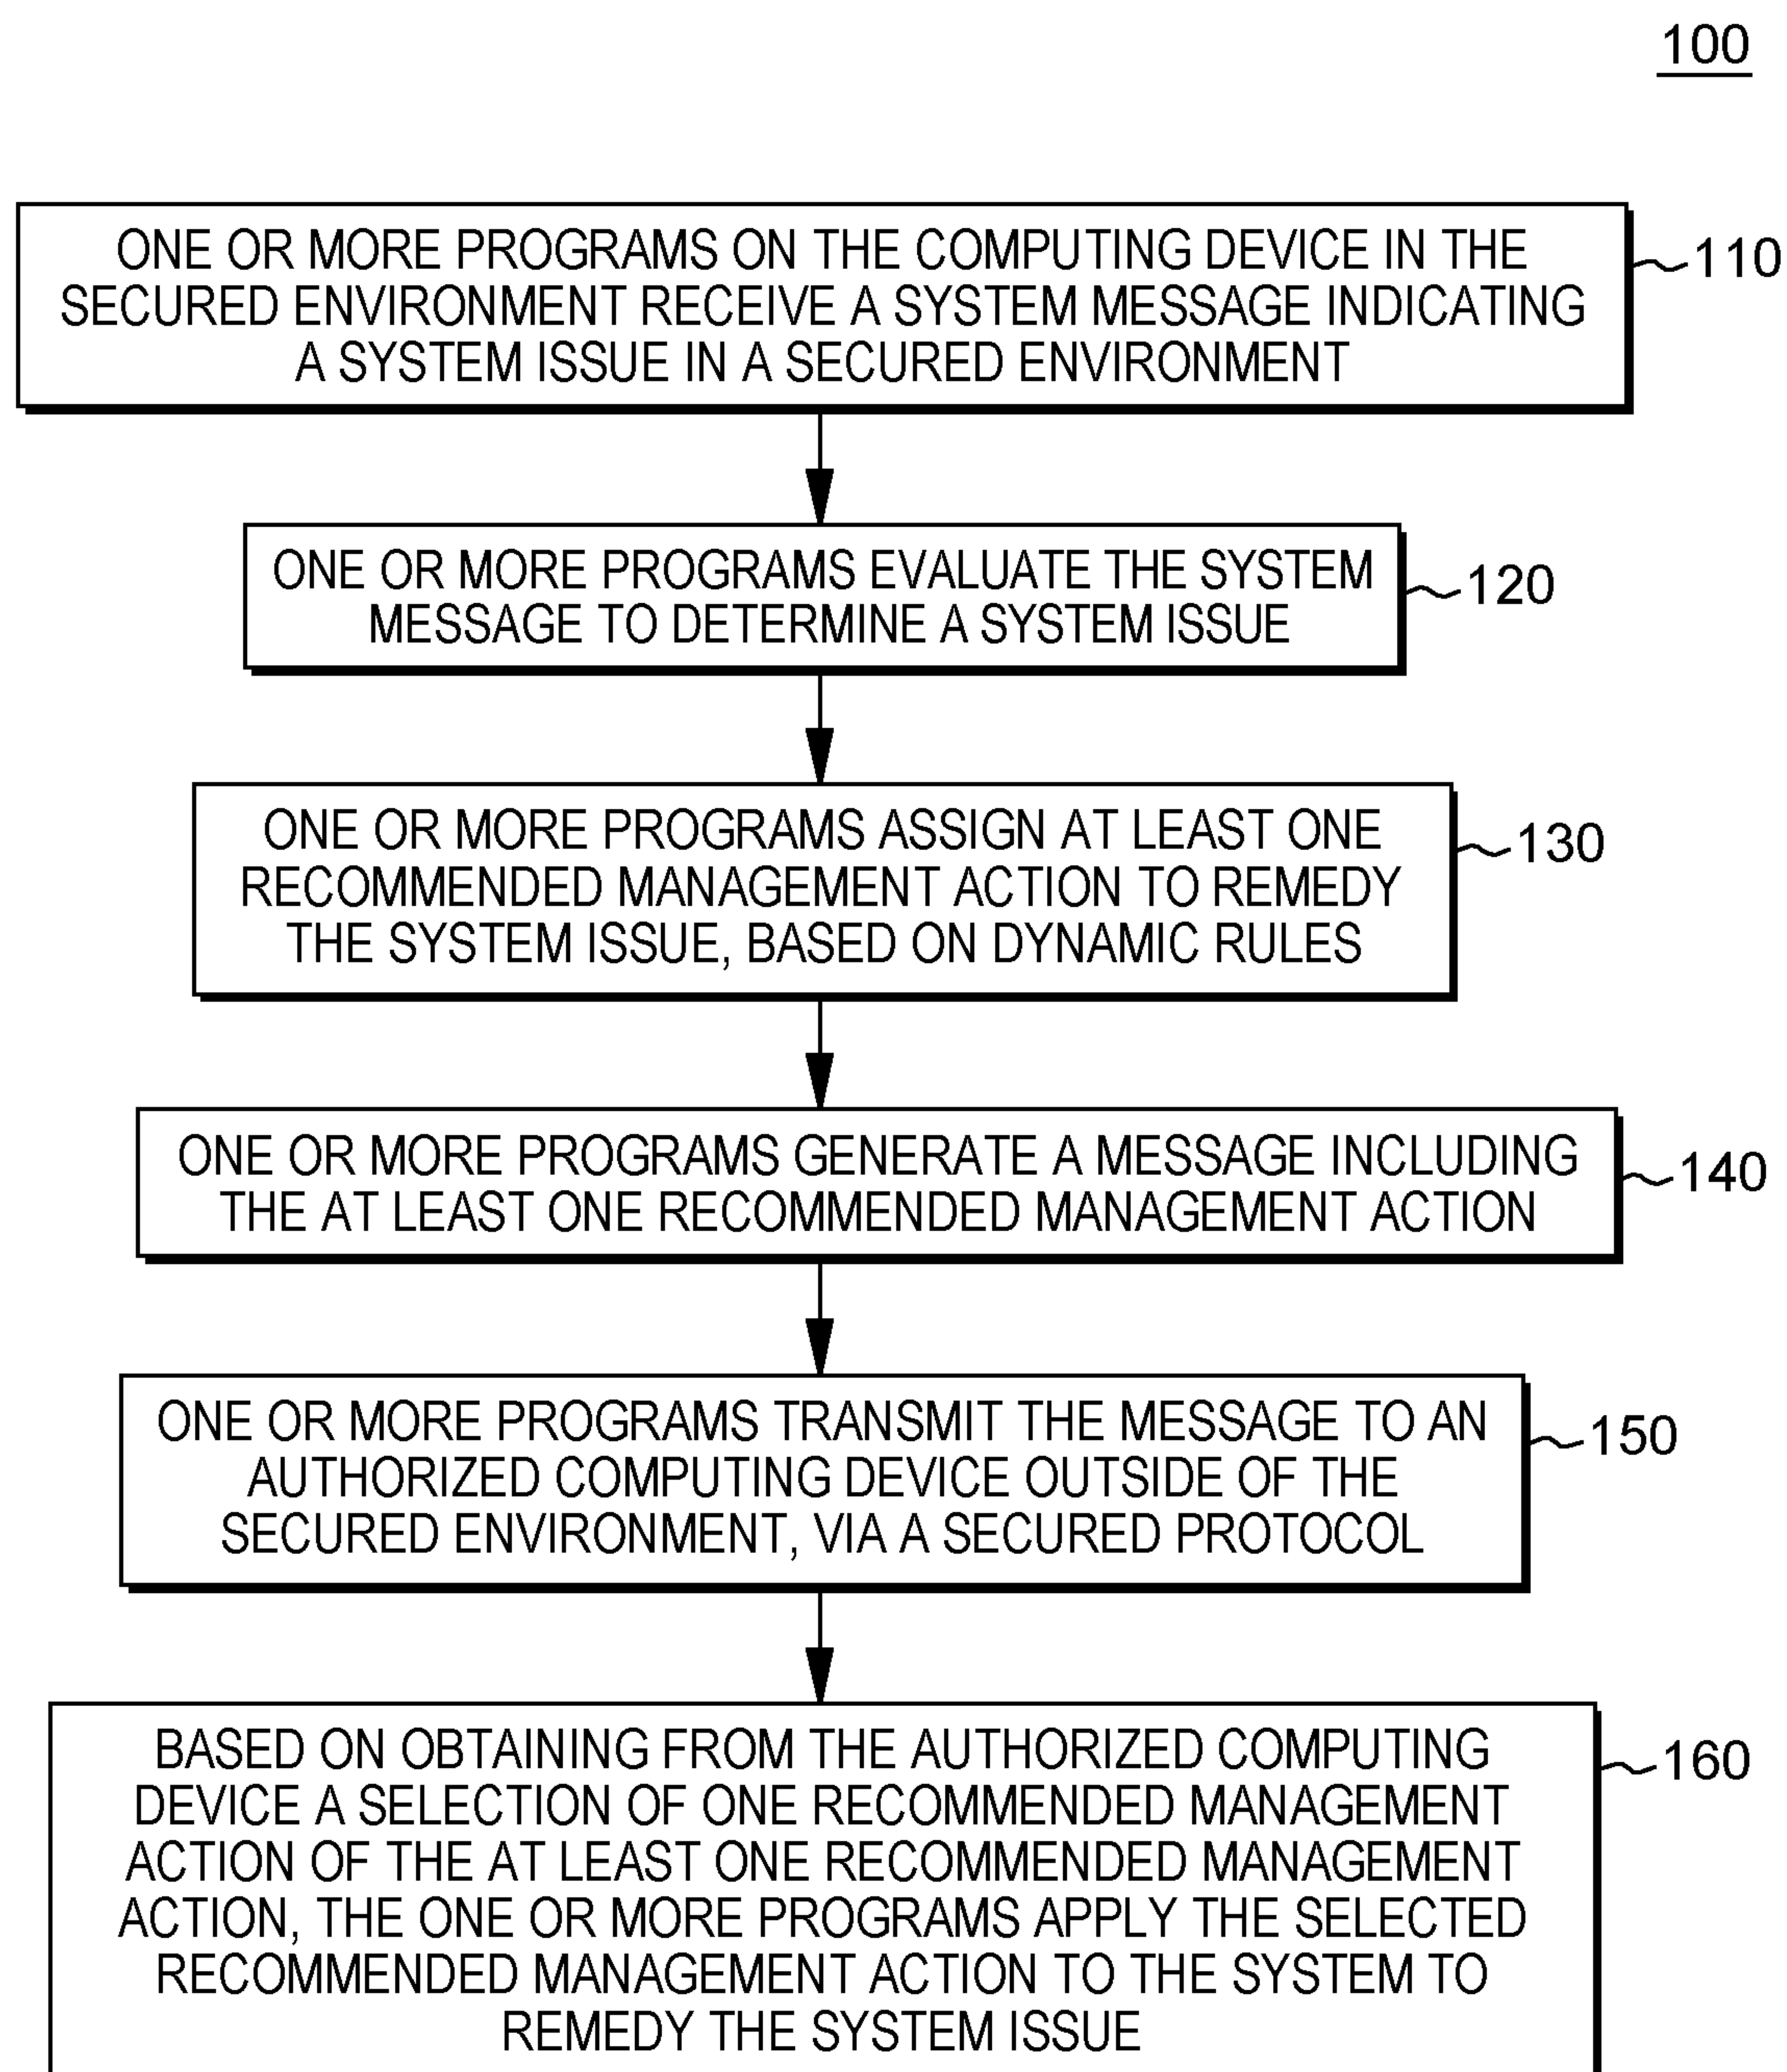 100
ONE OR MORE PROGRAMS ON THE COMPUTING DEVICE IN THE
SECURED ENVIRONMENT RECEIVE A SYSTEM MESSAGE INDICATING
A SYSTEM ISSUE IN A SECURED ENVIRONMENT
110
ONE OR MORE PROGRAMS EVALUATE THE SYSTEM
MESSAGE TO DETERMINE A SYSTEM ISSUE
120
ONE OR MORE PROGRAMS ASSIGN AT LEAST ONE
RECOMMENDED MANAGEMENT ACTION TO REMEDY
THE SYSTEM ISSUE, BASED ON DYNAMIC RULES
130
ONE OR MORE PROGRAMS GENERATE A MESSAGE INCLUDING
THE AT LEAST ONE RECOMMENDED MANAGEMENT ACTION
140
ONE OR MORE PROGRAMS TRANSMIT THE MESSAGE TO AN
AUTHORIZED COMPUTING DEVICE OUTSIDE OF THE
SECURED ENVIRONMENT, VIA A SECURED PROTOCOL
150
BASED ON OBTAINING FROM THE AUTHORIZED COMPUTING
DEVICE A SELECTION OF ONE RECOMMENDED MANAGEMENT
ACTION OF THE AT LEAST ONE RECOMMENDED MANAGEMENT
ACTION, THE ONE OR MORE PROGRAMS APPLY THE SELECTED
RECOMMENDED MANAGEMENT ACTION TO THE SYSTEM TO
REMEDY THE SYSTEM ISSUE
160